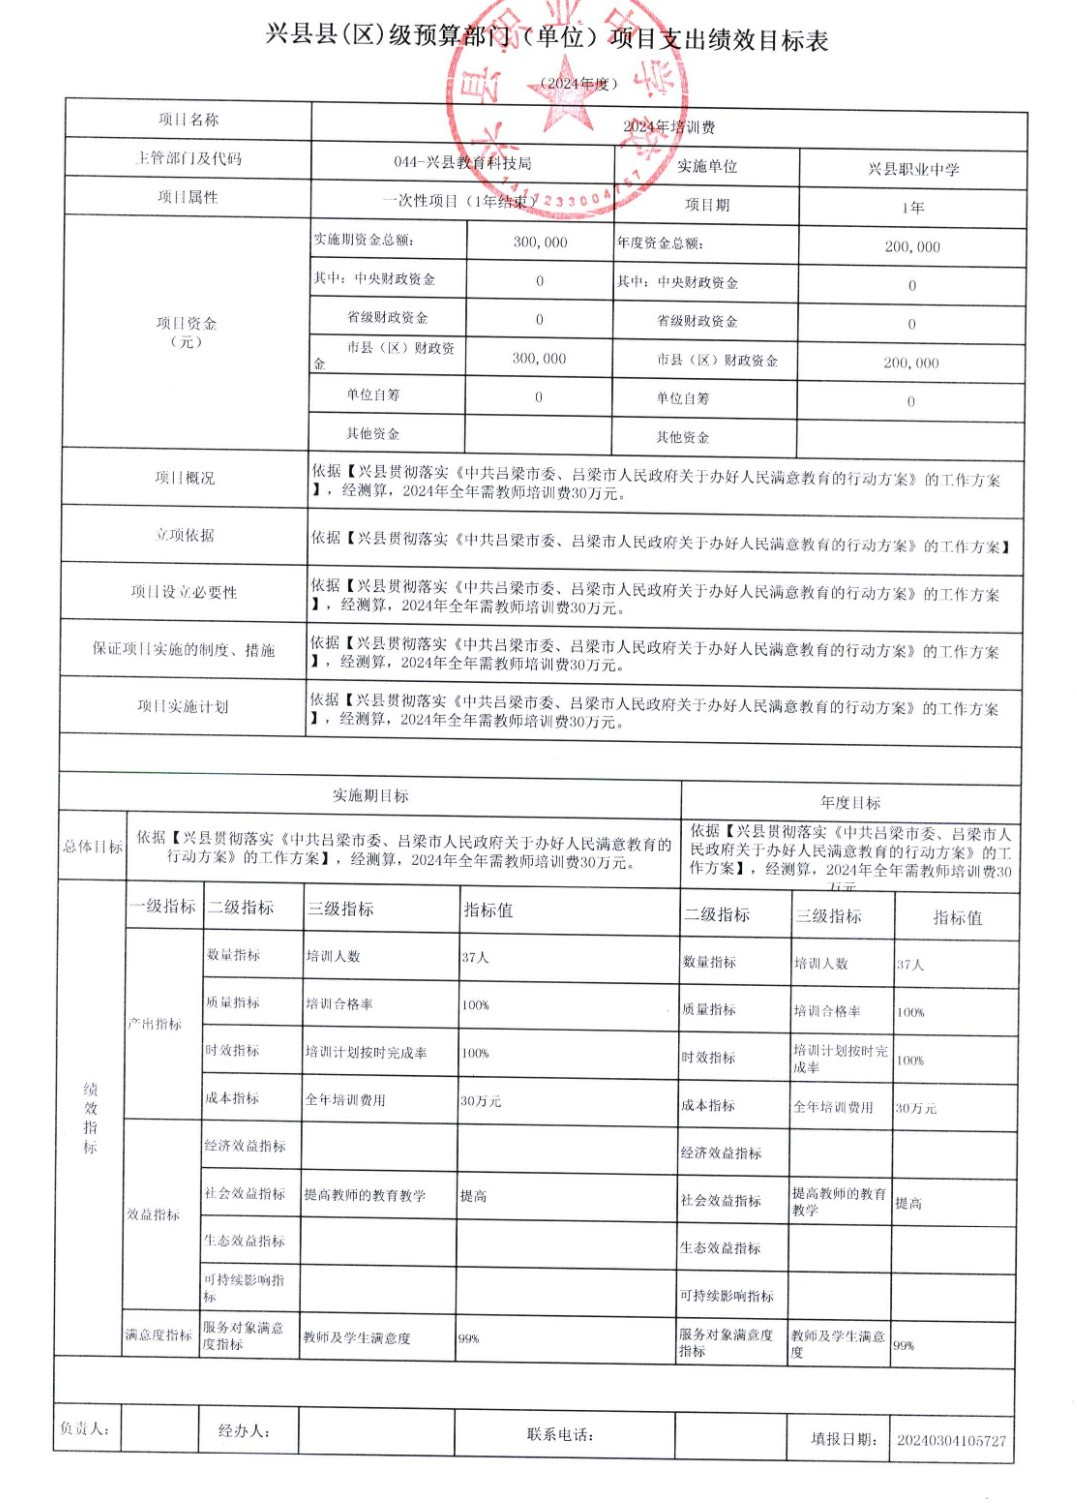 兴县县(区)级预算部门（单位）项目支出绩效目标表
（2024年度）
项目名称 2024年培训费
主管部门及代码 044-兴县教育科技局 实施单位 兴县职业中学
项目属性 一次性项目（1年结束） 项目期 1年
项目资金
（元）
实施期资金总额： 300,000 年度资金总额： 200,000
其中：中央财政资金 0 其中：中央财政资金 0
省级财政资金 0 省级财政资金 0
市县（区）财政资
金 300,000 市县（区）财政资金 200,000
单位自筹 0 单位自筹 0
其他资金 其他资金
项目概况 依据【兴县贯彻落实《中共吕梁市委、吕梁市人民政府关于办好人民满意教育的行动方案》的工作方案
】，经测算，2024年全年需教师培训费30万元。
立项依据 依据【兴县贯彻落实《中共吕梁市委、吕梁市人民政府关于办好人民满意教育的行动方案》的工作方案】
项目设立必要性 依据【兴县贯彻落实《中共吕梁市委、吕梁市人民政府关于办好人民满意教育的行动方案》的工作方案
】，经测算，2024年全年需教师培训费30万元。
保证项目实施的制度、措施 依据【兴县贯彻落实《中共吕梁市委、吕梁市人民政府关于办好人民满意教育的行动方案》的工作方案
】，经测算，2024年全年需教师培训费30万元。
项目实施计划 依据【兴县贯彻落实《中共吕梁市委、吕梁市人民政府关于办好人民满意教育的行动方案》的工作方案
】，经测算，2024年全年需教师培训费30万元。
实施期目标 年度目标
总体目标 依据【兴县贯彻落实《中共吕梁市委、吕梁市人民政府关于办好人民满意教育的
行动方案》的工作方案】，经测算，2024年全年需教师培训费30万元。
依据【兴县贯彻落实《中共吕梁市委、吕梁市人
民政府关于办好人民满意教育的行动方案》的工
作方案】，经测算，2024年全年需教师培训费30
万元
绩效指标
一级指标 二级指标 三级指标 指标值 二级指标 三级指标 指标值
产出指标
数量指标 培训人数 37人 数量指标 培训人数 37人
质量指标 培训合格率 100% 质量指标 培训合格率 100%
时效指标 培训计划按时完成率 100% 时效指标 培训计划按时完
成率 100%
成本指标 全年培训费用 30万元 成本指标 全年培训费用 30万元
效益指标
经济效益指标 经济效益指标
社会效益指标 提高教师的教育教学 提高 社会效益指标 提高教师的教育
教学 提高
生态效益指标 生态效益指标
可持续影响指
标 可持续影响指标
满意度指标 服务对象满意
度指标 教师及学生满意度 99% 服务对象满意度
指标 教师及学生满意
度 99%
负责人： 经办人： 联系电话： 填报日期： 20240304105727
兴县职业中学校